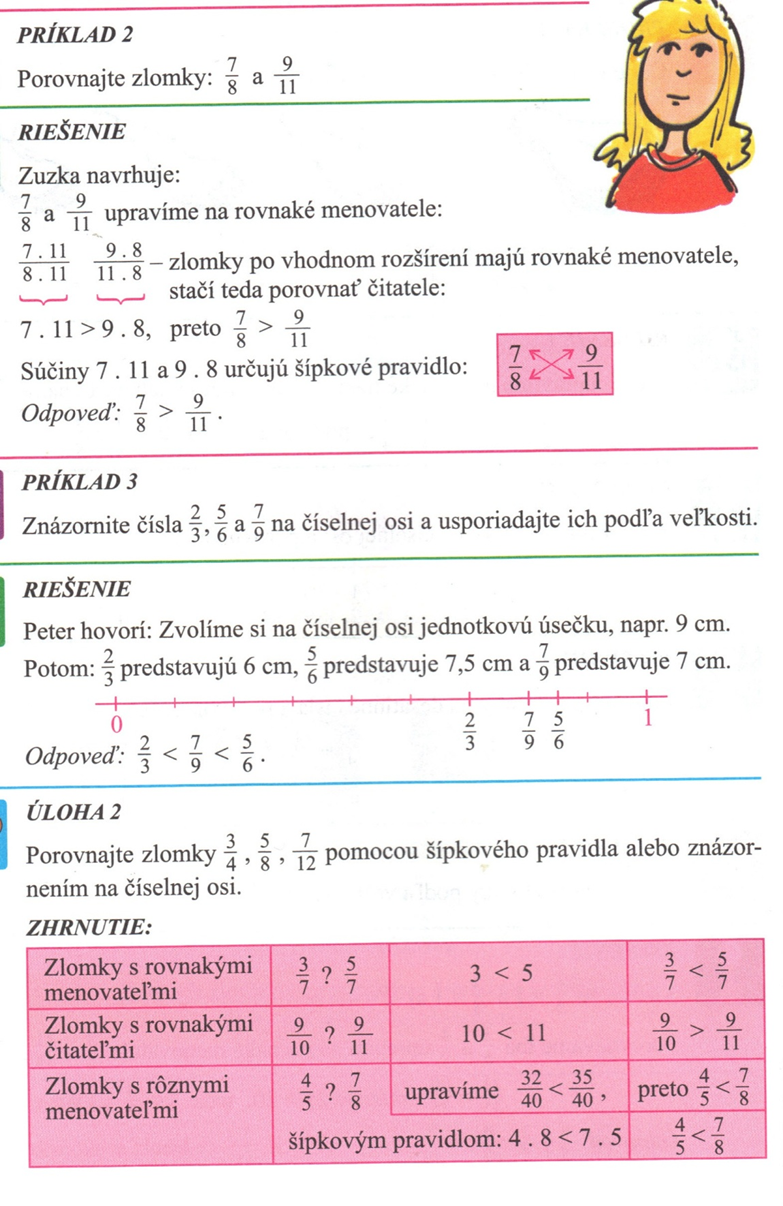 PRÍKLAD 2
Porovnajte zlomky: 7/8 a 9/11
RIEŠENIE
Zuzka navrhuje:
7/8 a 9/11 upravíme na rovnaké menovatele:
7 . 11/8 . 11 9 . 8/11 . 8 – zlomky po vhodnom rozšírení majú rovnaké menovatele,
stačí teda porovnať čitatele:
7 . 11 > 9 . 8, preto 7/8 > 9/11
Súčiny 7 . 11 a 9 . 8 určujú šípkové pravidlo: 7/8 9/11
Odpoveď: 7/8 > 9/11 .
PRÍKLAD 3
Znázornite čísla 2/3, 5/6 a 7/9 na číselnej osi a usporiadajte ich podľa veľkosti.
RIEŠENIE
Peter hovorí: Zvolíme si na číselnej osi jednotkovú úsečku, napr. 9 cm.
Potom: 2/3 predstavujú 6 cm, 5/6 predstavuje 7,5 cm a 7/9 predstavuje 7 cm.
0 2/3 7/9 5/6 1
Odpoveď: 2/3 < 7/9 < 5/6 .
ÚLOHA 2
Porovnajte zlomky 3/4 , 5/8 , 7/12 pomocou šípkového pravidla alebo znázor-
nením na číselnej osi.
ZHRNUTIE:
Zlomky s rovnakými
menovateľmi
3/7 ? 5/7
3 < 5
3/7 < 5/7
Zlomky s rovnakými
čitateľmi
9/10 ? 9/11
10 < 11
9/10 > 9/11
Zlomky s rôznymi
menovateľmi
4/5 ? 7/8
upravíme 32/40 < 35/40 ,
preto 4/5 < 7/8
šípkovým pravidlom: 4 . 8 < 7 . 5
4/5 < 7/8